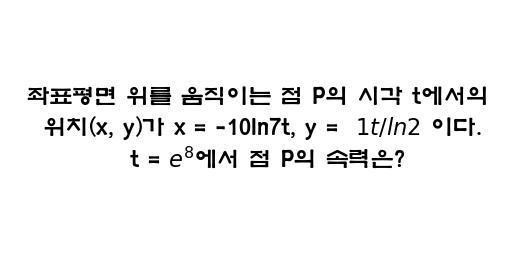 좌표평면 위를 움직이는 점 P의 시각 t에서의
위치(x, y)가 x = -10ln7t, y = 1t/ln2 이다.
t = e⁸에서 점 P의 속력은?